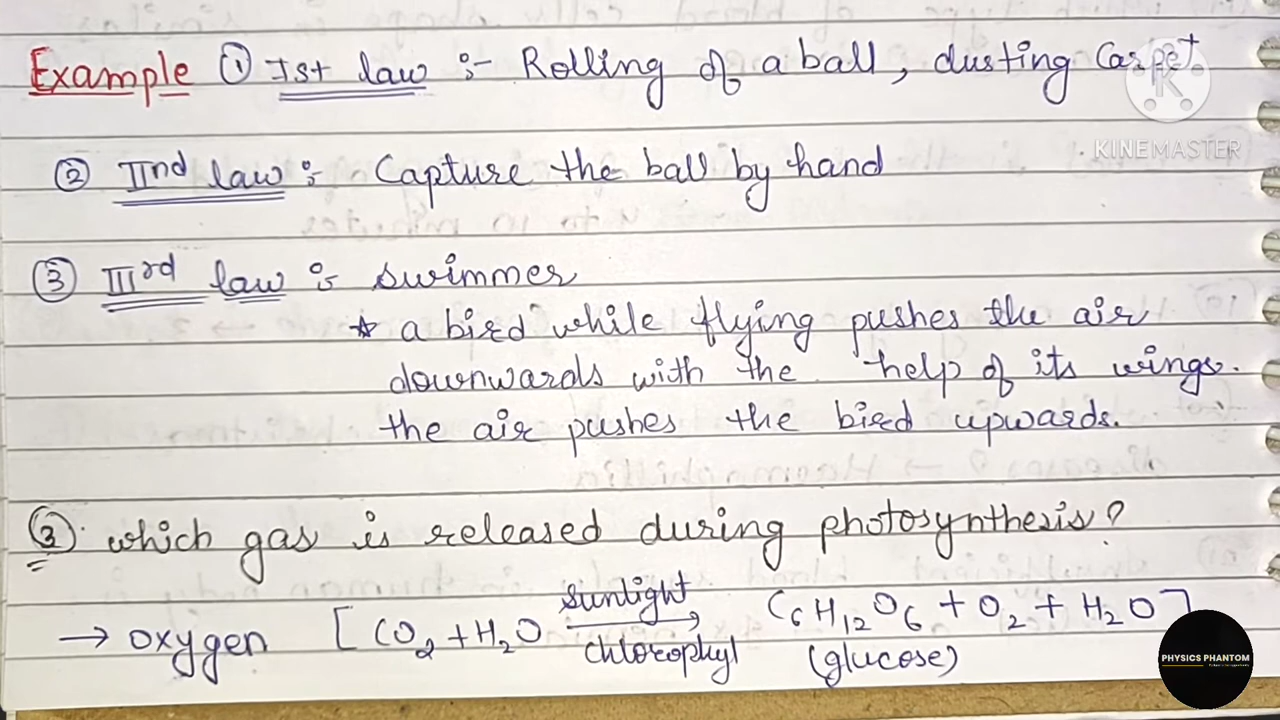 Example ① Ist law :- Rolling of a ball, dusting Carpet
② IInd law :- Capture the ball by hand
③ IIIrd law :- swimmer
☆ a bird while flying pushes the air
downwards with the help of its wings.
the air pushes the bird upwards.
②. which gas is released during photosynthesis?
→ oxygen [CO₂ + H₂O sunlight → chlorophyl C₆H₁₂O₆ + O₂ + H₂O]
(glucose)
K
KINEMASTER
PHYSICS PHANTOM